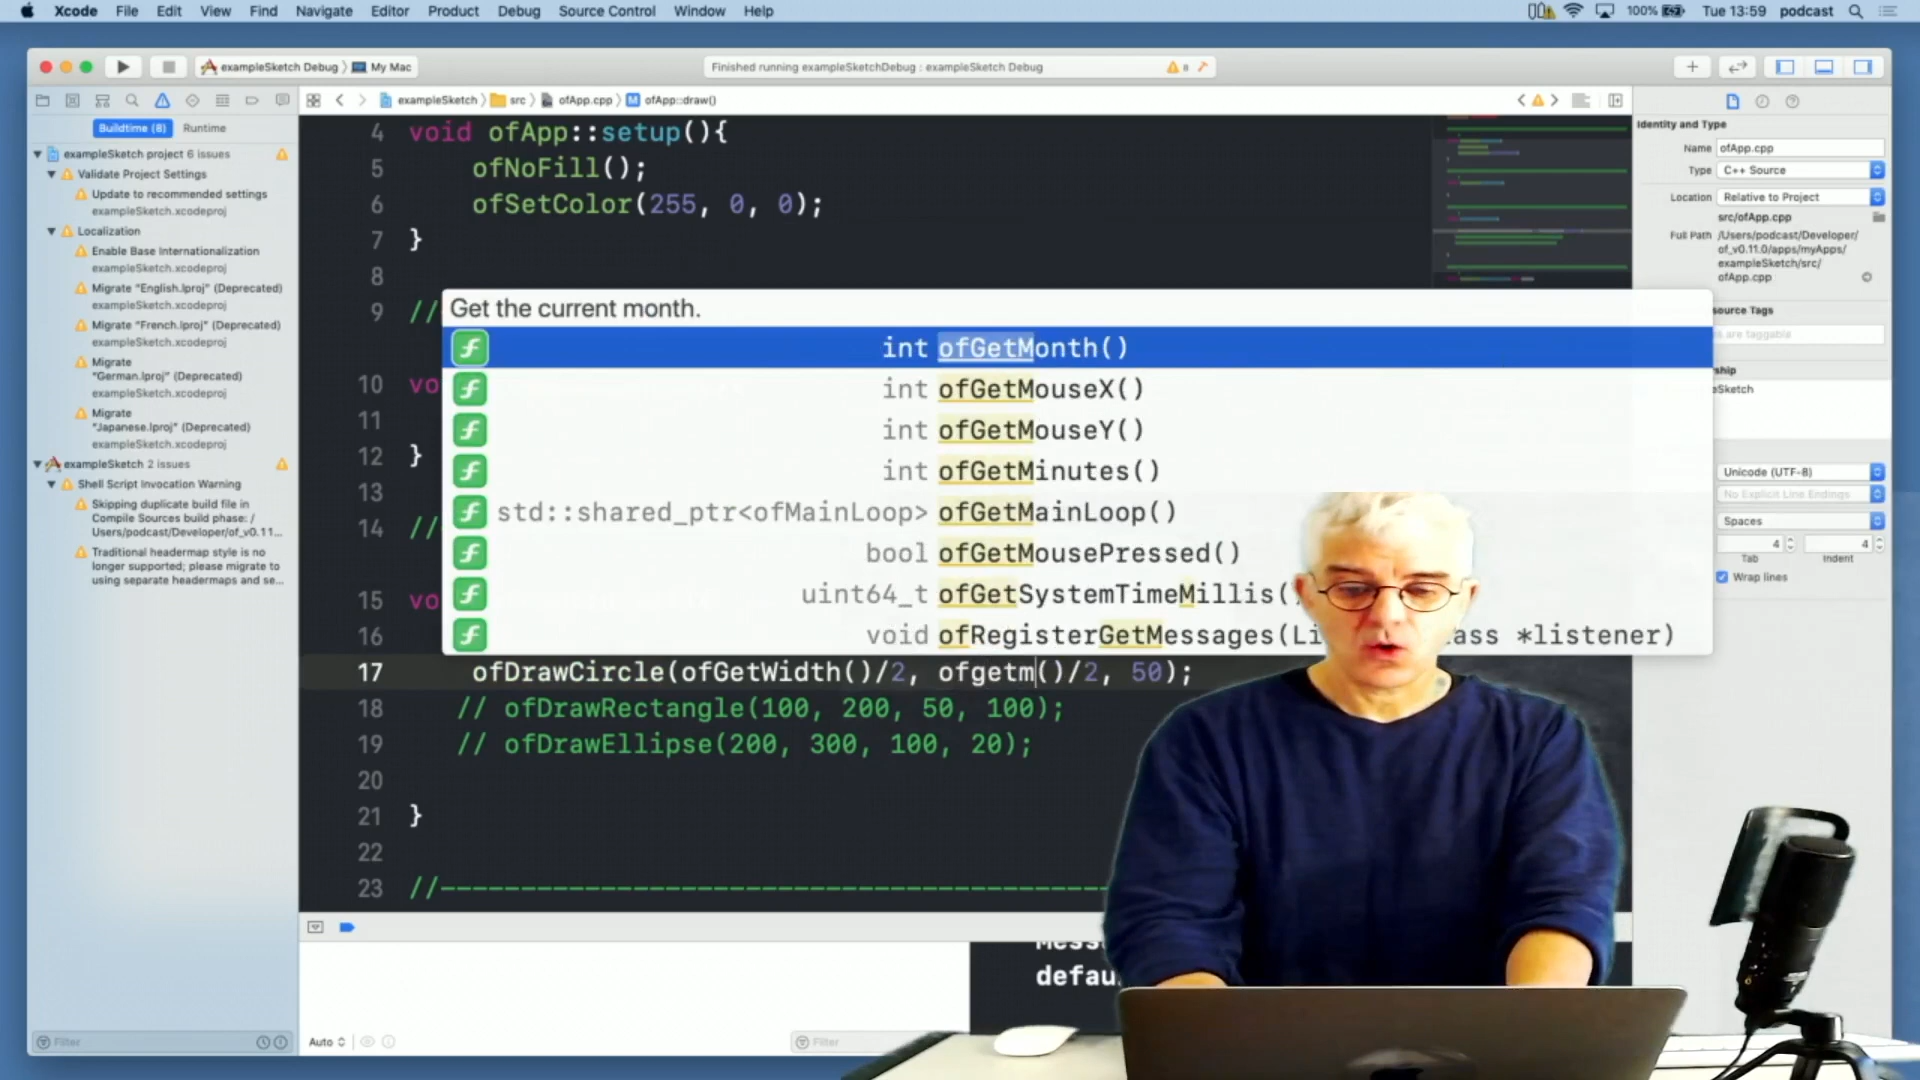 Xcode File Edit View Find Navigate Editor Product Debug Source Control Window Help
100% Tue 13:59 podcast
exampleSketch Debug My Mac
Finished running exampleSketchDebug : exampleSketch Debug
8
exampleSketch src ofApp.cpp ofApp::draw()
Buildtime (8) Runtime
exampleSketch project 6 issues
Validate Project Settings
Update to recommended settings
exampleSketch.xcodeproj
Localization
Enable Base Internationalization
exampleSketch.xcodeproj
Migrate "English.lproj" (Deprecated)
exampleSketch.xcodeproj
Migrate "French.lproj" (Deprecated)
exampleSketch.xcodeproj
Migrate
"German.lproj" (Deprecated)
exampleSketch.xcodeproj
Migrate
"Japanese.lproj" (Deprecated)
exampleSketch.xcodeproj
exampleSketch 2 issues
Shell Script Invocation Warning
Skipping duplicate build file in
Compile Sources build phase: /
Users/podcast/Developer/of_v0.11...
Traditional headermap style is no
longer supported; please migrate to
using separate headermaps and se...
Filter
4 void ofApp::setup(){
5 ofNoFill();
6 ofSetColor(255, 0, 0);
7 }
8
9 //
10 vo
11
12 }
13
14 //
15 vo
16
Get the current month.
int ofGetMonth()
int ofGetMouseX()
int ofGetMouseY()
int ofGetMinutes()
std::shared_ptr<ofMainLoop> ofGetMainLoop()
bool ofGetMousePressed()
uint64_t ofGetSystemTimeMillis(
void ofRegisterGetMessages(Li ass *listener)
17 ofDrawCircle(ofGetWidth()/2, ofgetm()/2, 50);
18 // ofDrawRectangle(100, 200, 50, 100);
19 // ofDrawEllipse(200, 300, 100, 20);
20
21 }
22
23 //------------------------------------------
defau
Auto
Filter
Identity and Type
Name ofApp.cpp
Type C++ Source
Location Relative to Project
src/ofApp.cpp
Full Path /Users/podcast/Developer/
of_v0.11.0/apps/myApps/
exampleSketch/src/
ofApp.cpp
source Tags
s are taggable
ship
eSketch
Unicode (UTF-8)
No Explicit Line Endings
Spaces
4 4
Tab Indent
Wrap lines